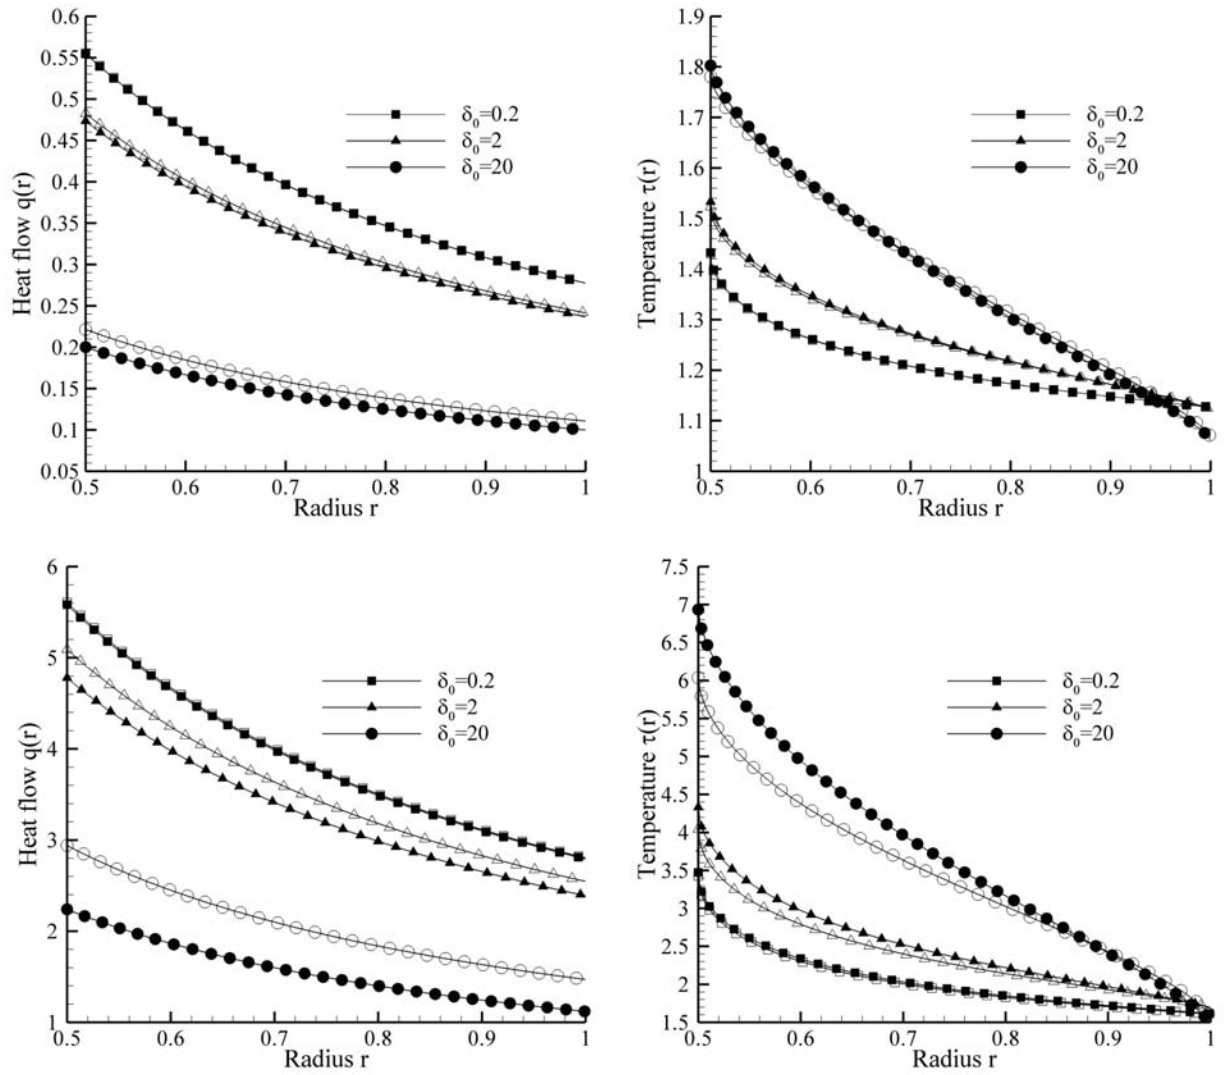 0.6
0.55
0.5
0.45
0.4
0.35
0.3
0.25
0.2
0.15
0.1
0.05
Heat flow q(r)
δ₀=0.2
δ₀=2
δ₀=20
0.5 0.6 0.7 0.8 0.9 1
Radius r
1.9
1.8
1.7
1.6
1.5
1.4
1.3
1.2
1.1
1
Temperature τ(r)
δ₀=0.2
δ₀=2
δ₀=20
0.5 0.6 0.7 0.8 0.9 1
Radius r
6
5
4
3
2
1
Heat flow q(r)
δ₀=0.2
δ₀=2
δ₀=20
0.5 0.6 0.7 0.8 0.9 1
Radius r
7.5
7
6.5
6
5.5
5
4.5
4
3.5
3
2.5
2
1.5
Temperature τ(r)
δ₀=0.2
δ₀=2
δ₀=20
0.5 0.6 0.7 0.8 0.9 1
Radius r